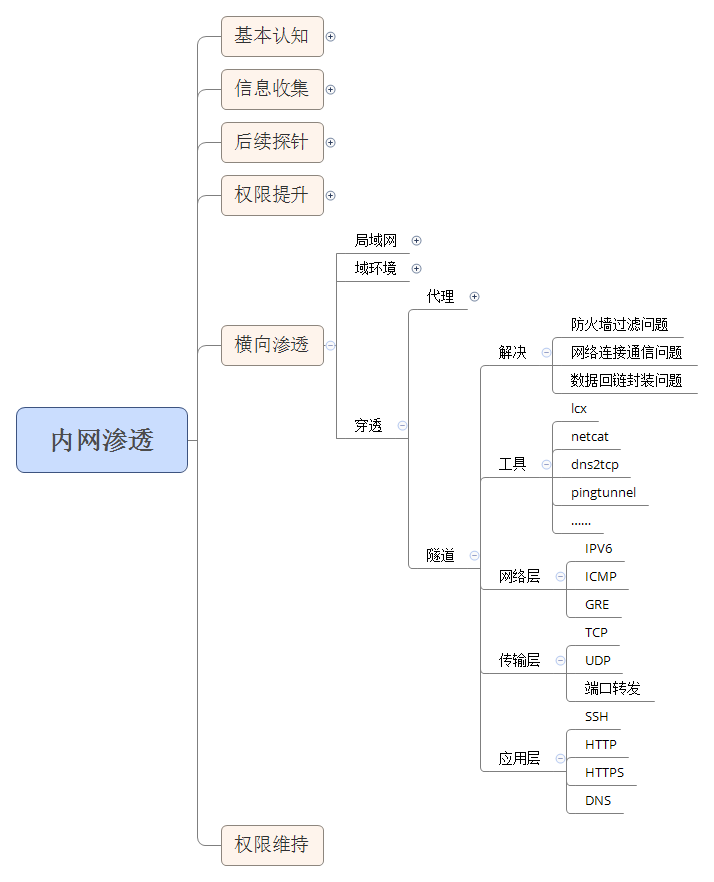 内网渗透
基本认知
信息收集
后续探针
权限提升
横向渗透
局域网
域环境
穿透
代理
隧道
解决
防火墙过滤问题
网络连接通信问题
数据回链封装问题
工具
lcx
netcat
dns2tcp
pingtunnel
……
网络层
IPV6
ICMP
GRE
传输层
TCP
UDP
端口转发
应用层
SSH
HTTP
HTTPS
DNS
权限维持